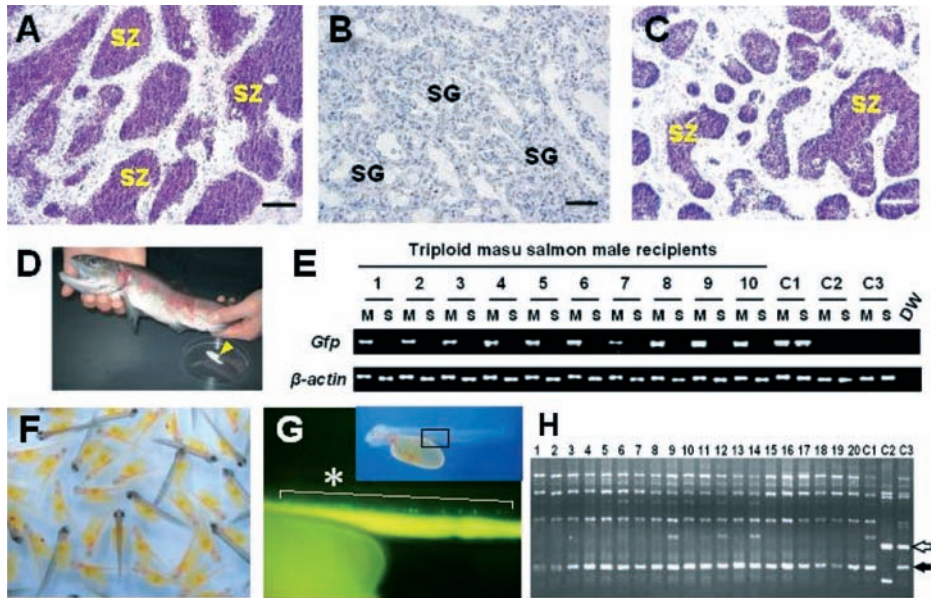 A
SZ
SZ
SZ
B
SG
SG
SG
C
SZ
SZ
D
E
Triploid masu salmon male recipients
1 2 3 4 5 6 7 8 9 10 C1 C2 C3
M S M S M S M S M S M S M S M S M S M S M S M S M S DW
Gfp
β-actin
F
G
*
H
1 2 3 4 5 6 7 8 9 10 11 12 13 14 15 16 17 18 19 20 C1 C2 C3